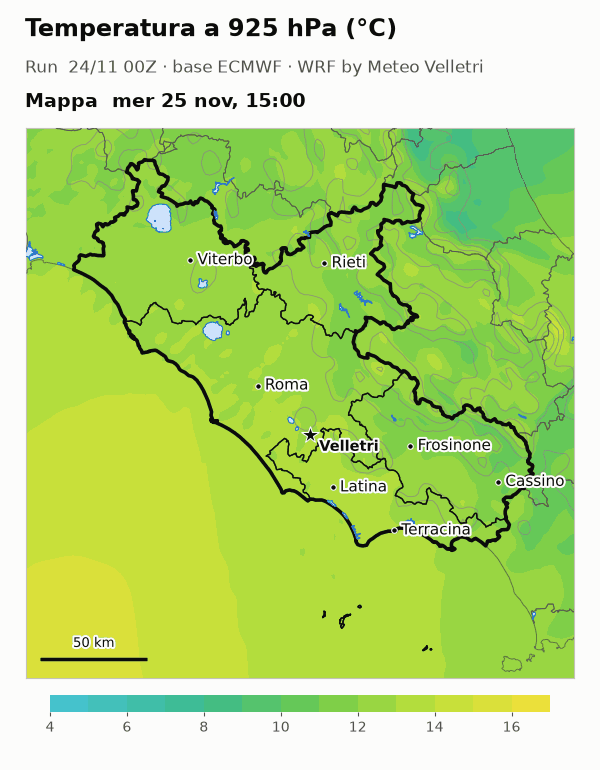 Temperatura a 925 hPa (°C)
Run  24/11 00Z · base ECMWF · WRF by Meteo Velletri
Mappa  mer 25 nov, 15:00
Viterbo
Rieti
Roma
Velletri
Frosinone
Cassino
Latina
Terracina
50 km
4 6 8 10 12 14 16